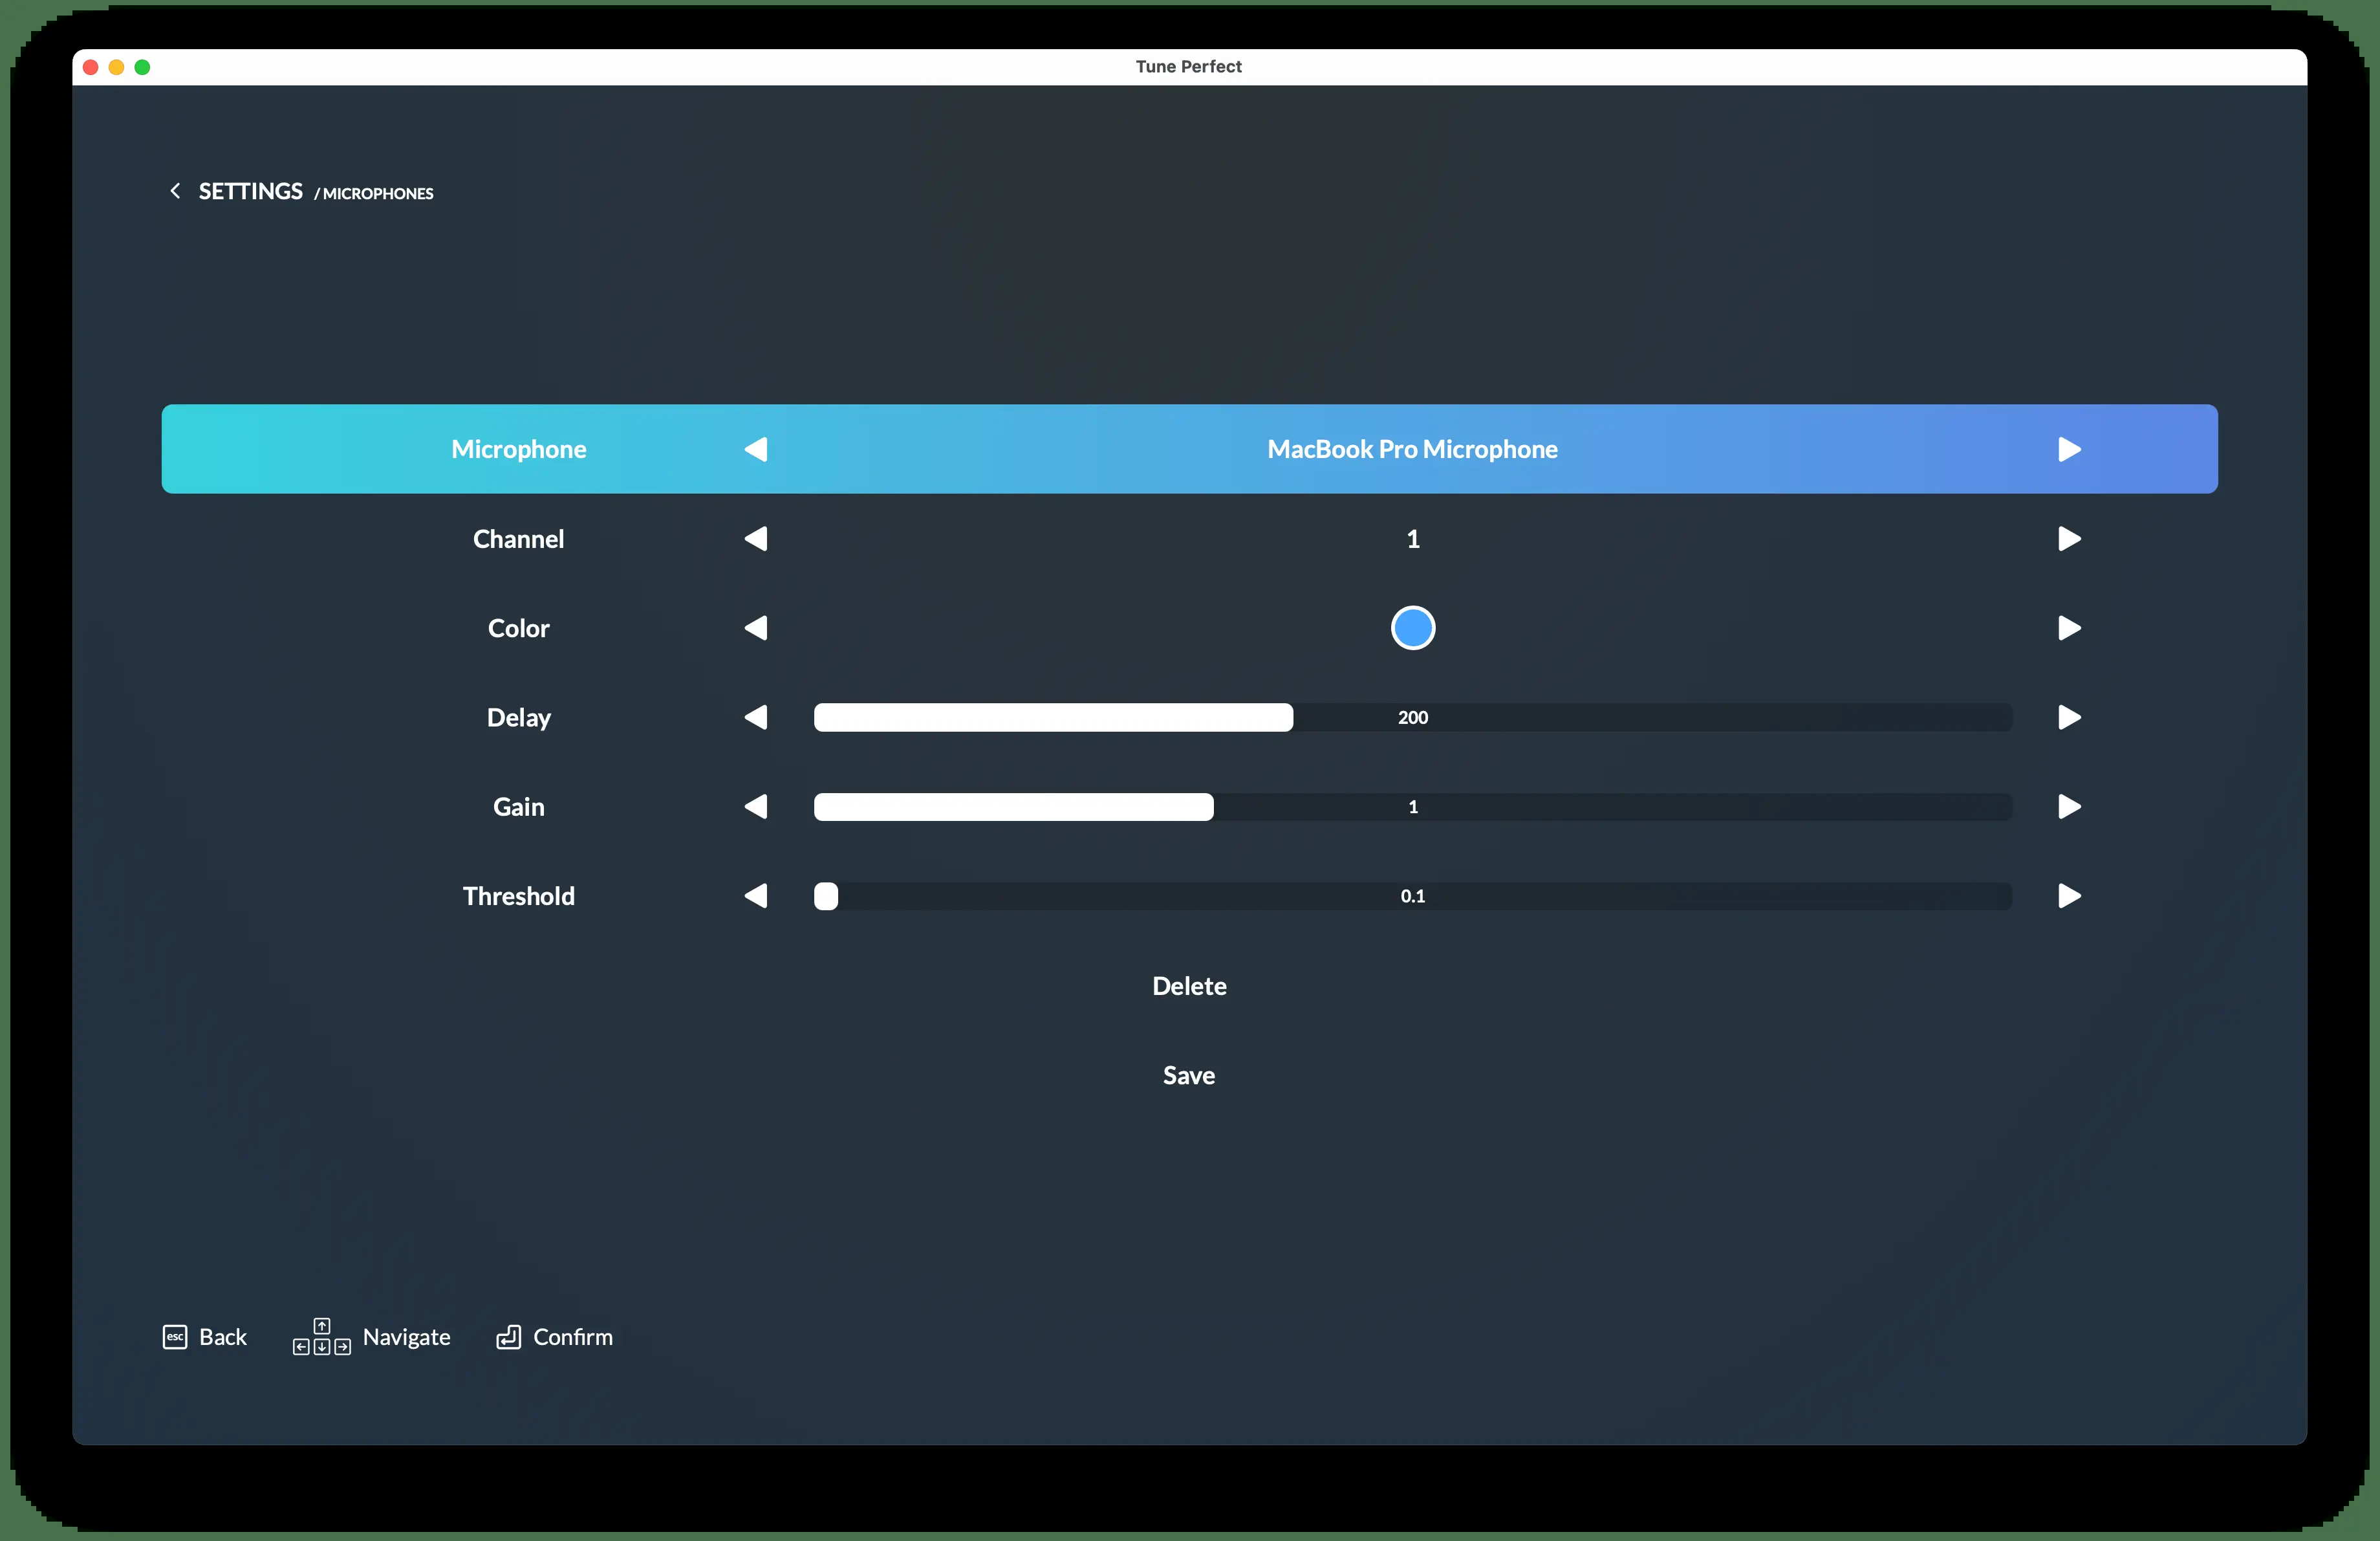 Tune Perfect
SETTINGS / MICROPHONES
Microphone MacBook Pro Microphone
Channel 1
Color
Delay 200
Gain 1
Threshold 0.1
Delete
Save
esc Back Navigate Confirm